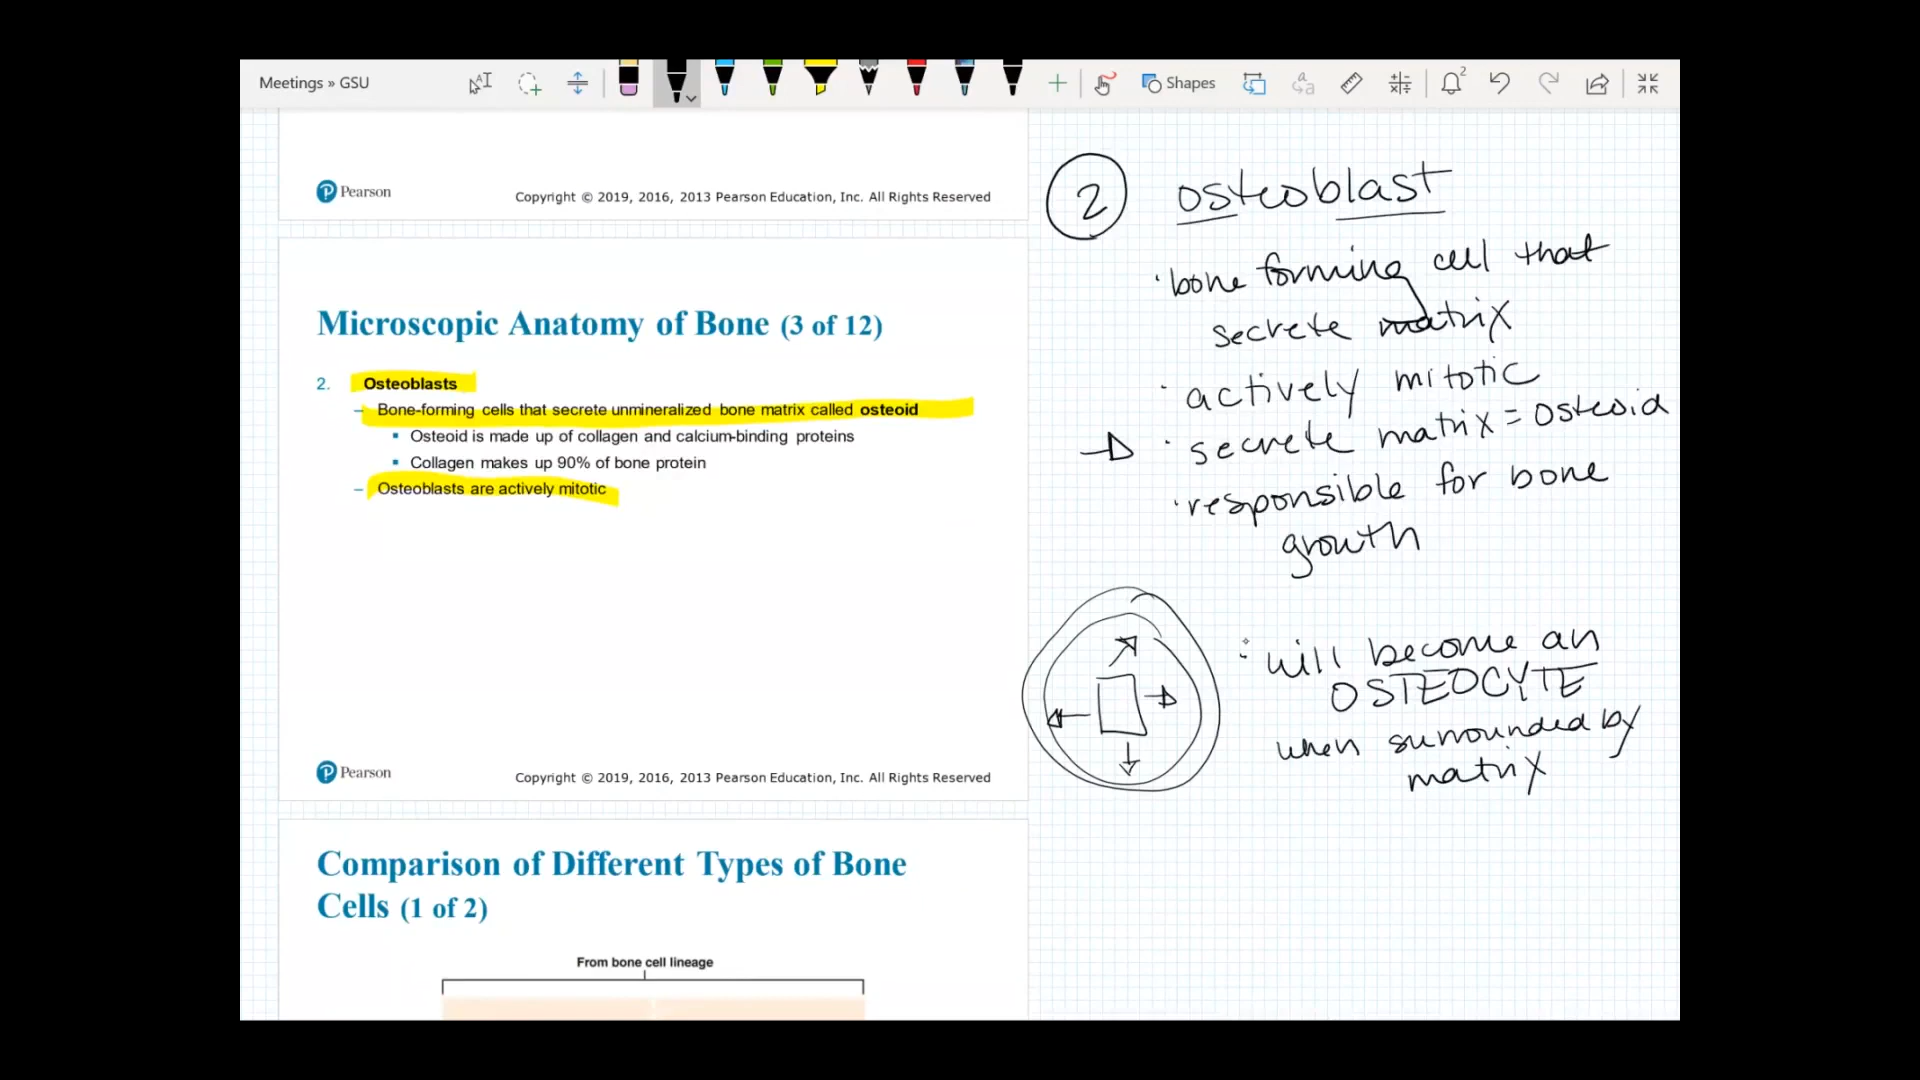 Meetings » GSU
Shapes
2
Pearson
Copyright © 2019, 2016, 2013 Pearson Education, Inc. All Rights Reserved
Microscopic Anatomy of Bone (3 of 12)
2. Osteoblasts
– Bone-forming cells that secrete unmineralized bone matrix called osteoid
▪ Osteoid is made up of collagen and calcium-binding proteins
▪ Collagen makes up 90% of bone protein
– Osteoblasts are actively mitotic
Pearson
Copyright © 2019, 2016, 2013 Pearson Education, Inc. All Rights Reserved
Comparison of Different Types of Bone
Cells (1 of 2)
From bone cell lineage
2 osteoblast
· bone forming cell that
secrete matrix
· actively mitotic
· secrete matrix = osteoid
· responsible for bone
growth
· will become an
OSTEOCYTE
when surrounded by
matrix